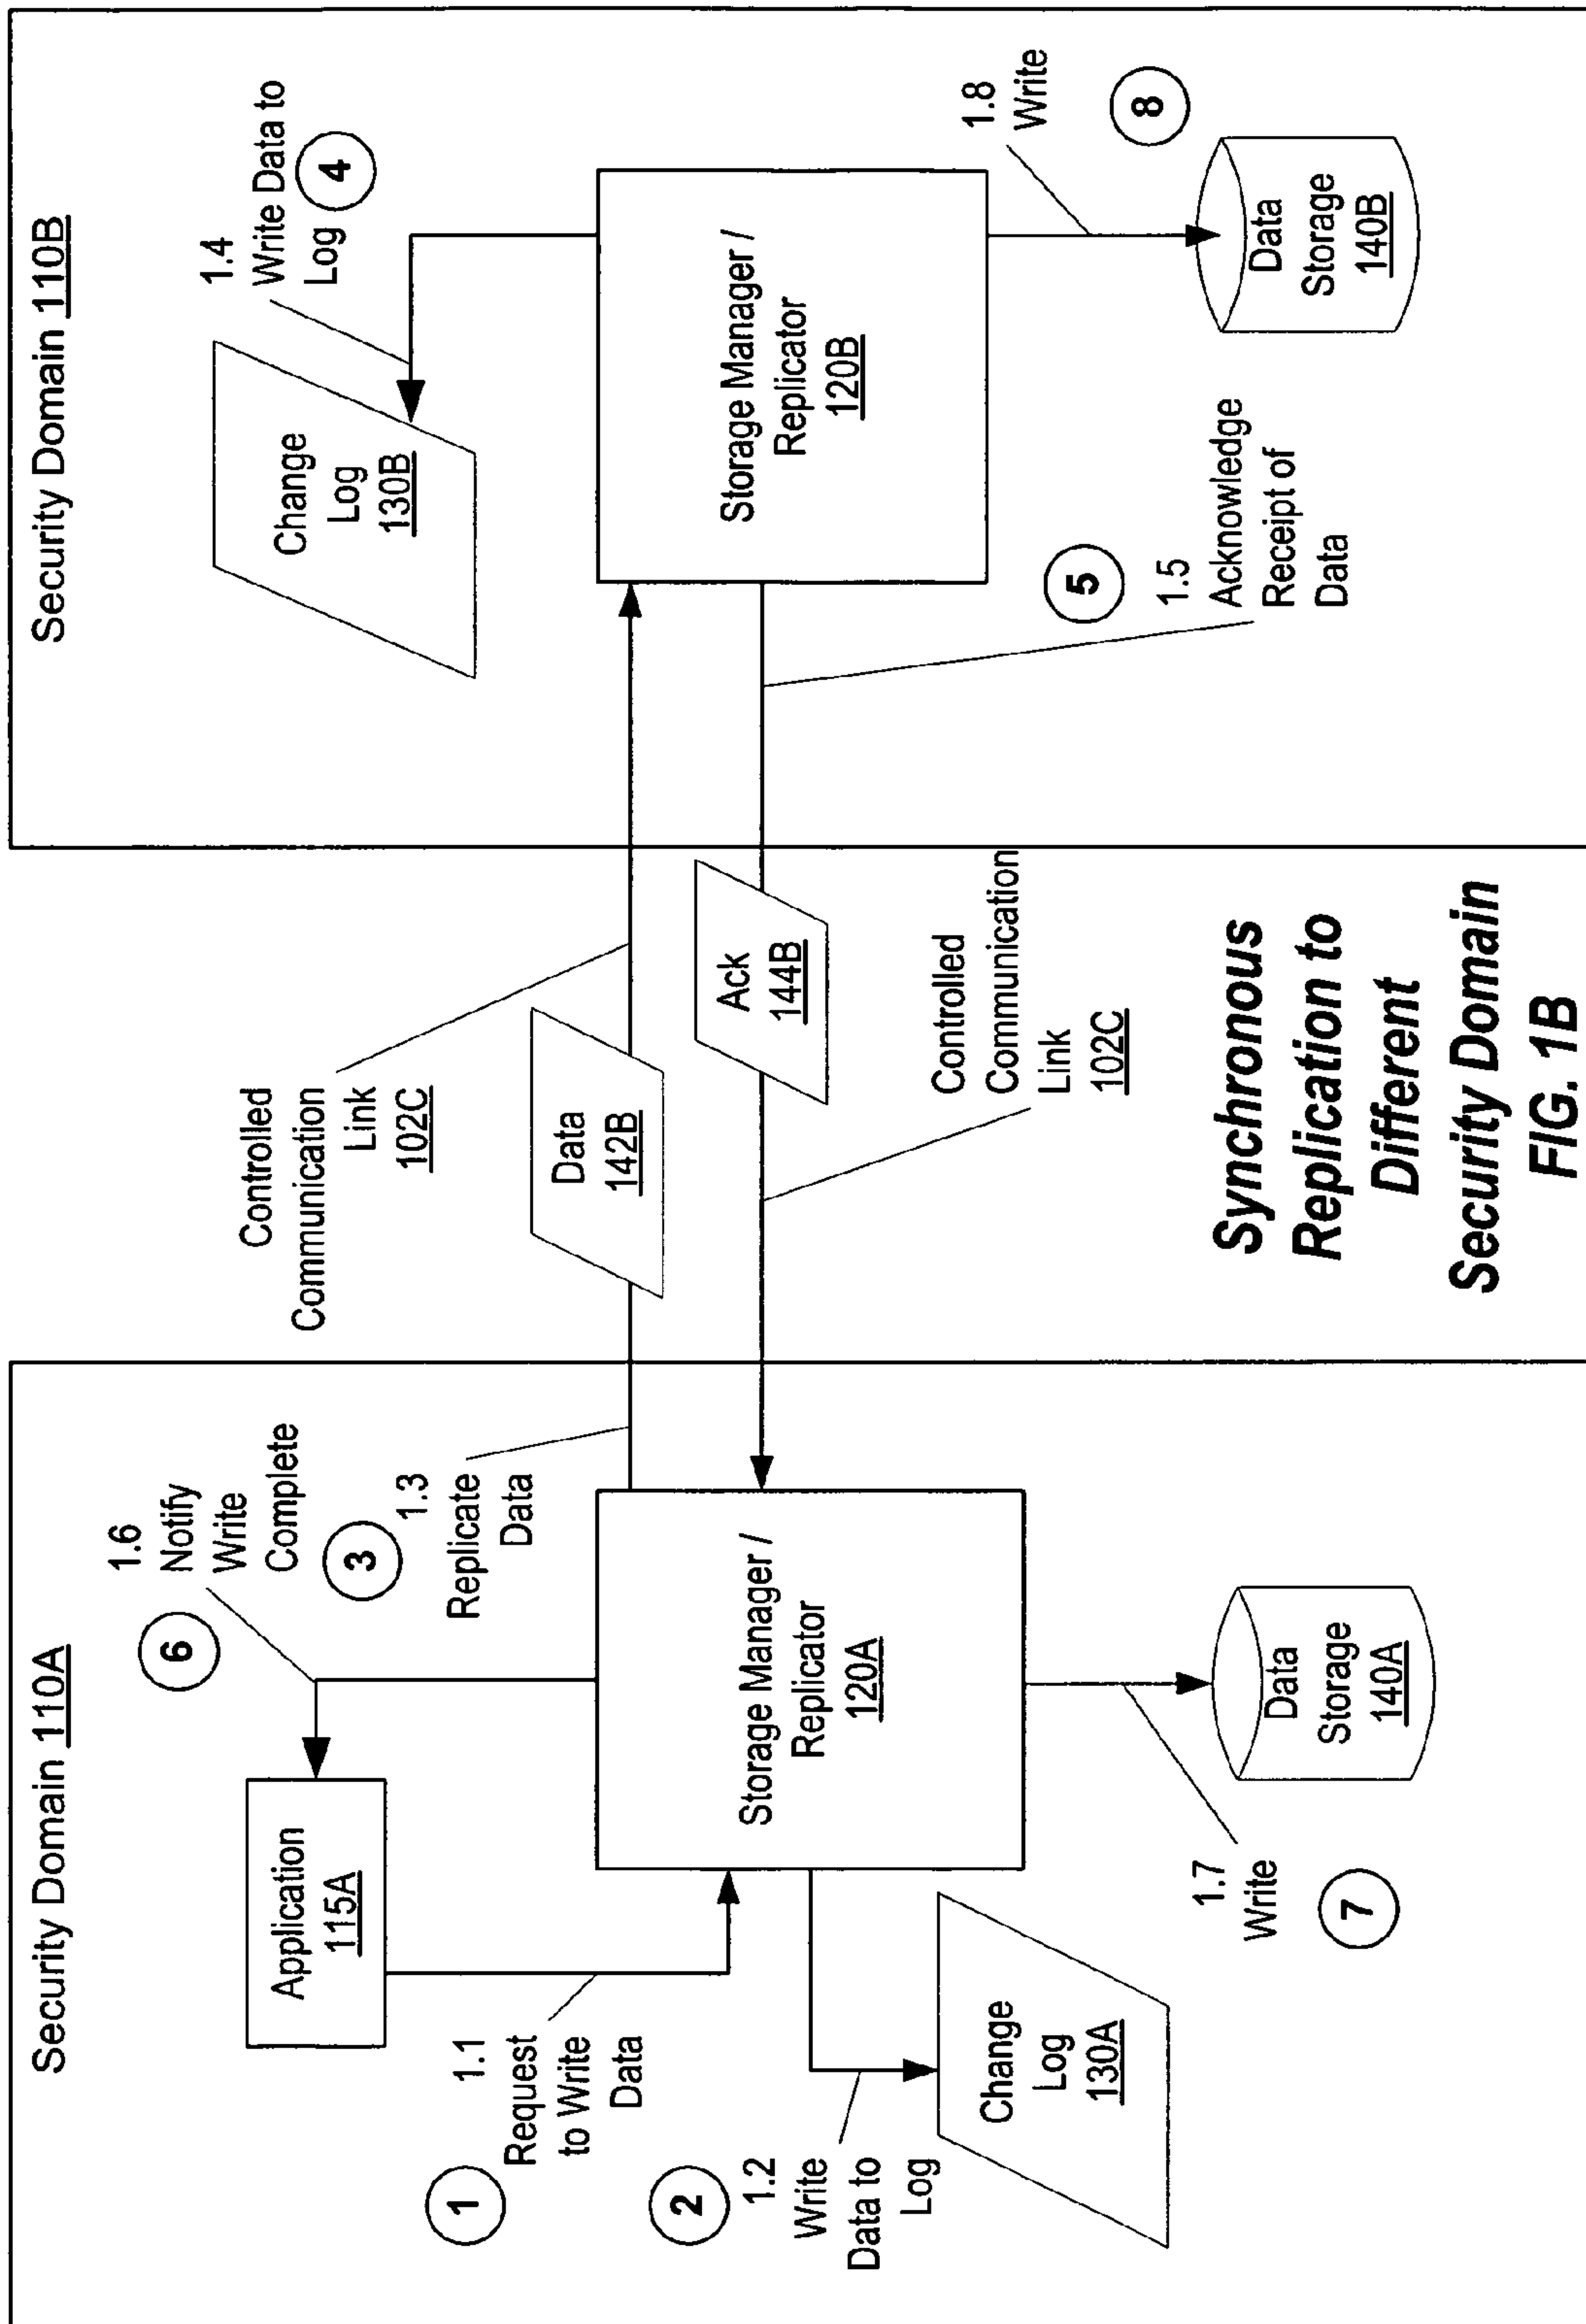 Security Domain 110A
Application
115A
1.6
Notify
Write
Complete
6
1
1.1
Request
to Write
Data
3
1.3
Replicate
Data
Storage Manager /
Replicator
120A
2
1.2
Write
Data to
Log
Change
Log
130A
1.7
Write
7
Data
Storage
140A
Controlled
Communication
Link
102C
Data
142B
Ack
144B
Controlled
Communication
Link
102C
Security Domain 110B
Change
Log
130B
1.4
Write Data to
Log
4
Storage Manager /
Replicator
120B
5
1.5
Acknowledge
Receipt of
Data
1.8
Write
8
Data
Storage
140B
Synchronous
Replication to
Different
Security Domain
FIG. 1B